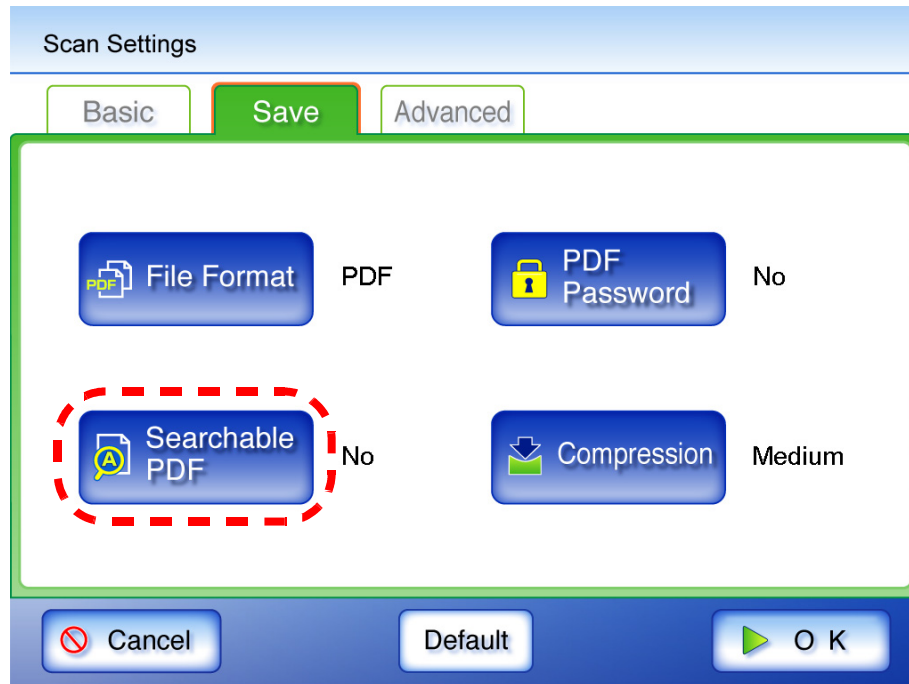 Scan Settings
Basic
Save
Advanced
PDF
File Format
PDF
PDF
Password
No
A
Searchable
PDF
No
Compression
Medium
Cancel
Default
O K